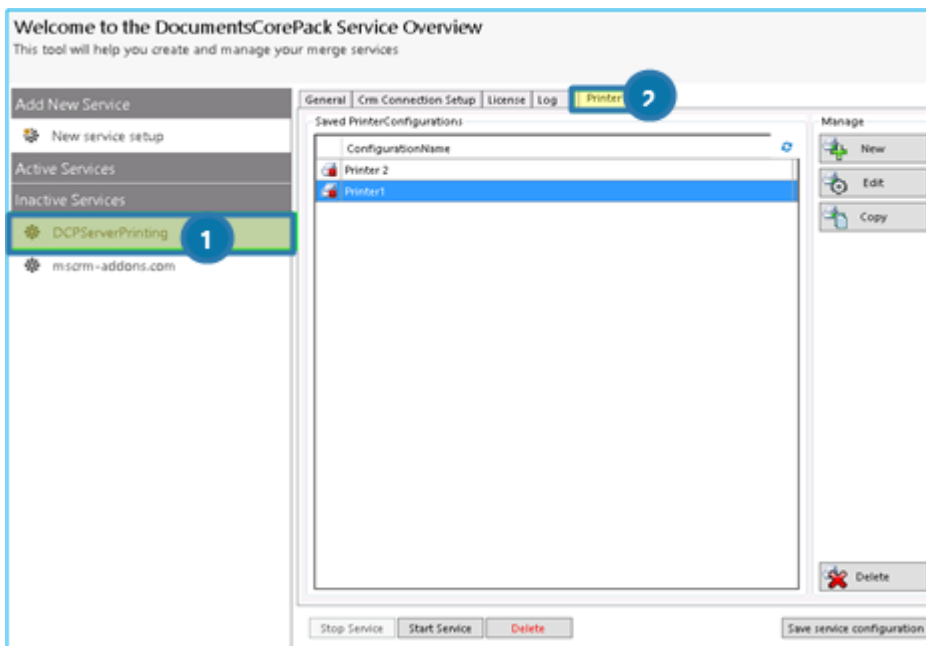 Welcome to the DocumentsCorePack Service Overview
This tool will help you create and manage your merge services
Add New Service
New service setup
Active Services
Inactive Services
DCPServerPrinting
1
mscrm-addons.com
General
Crm Connection Setup
License
Log
Printer
2
Saved PrinterConfigurations
ConfigurationName
Printer 2
Printer1
Manage
New
Edit
Copy
Delete
Stop Service
Start Service
Delete
Save service configuration